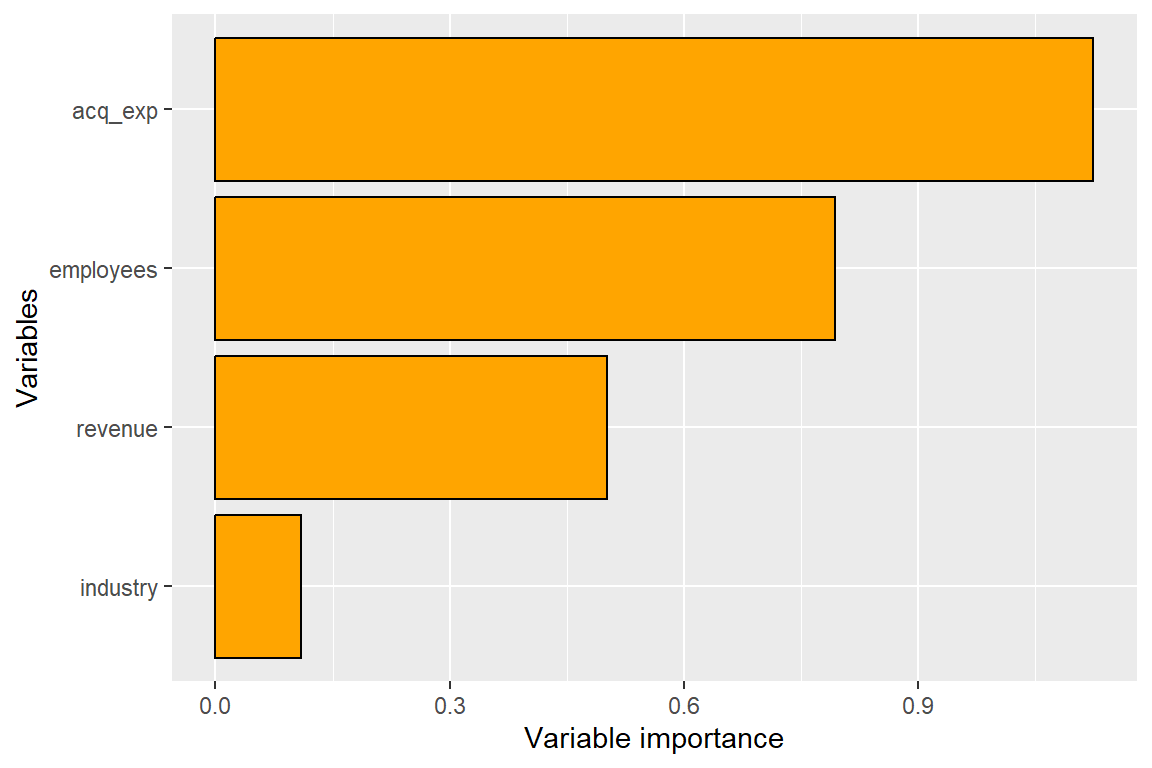 acq_exp
employees
revenue
industry
Variables
0.0 0.3 0.6 0.9
Variable importance